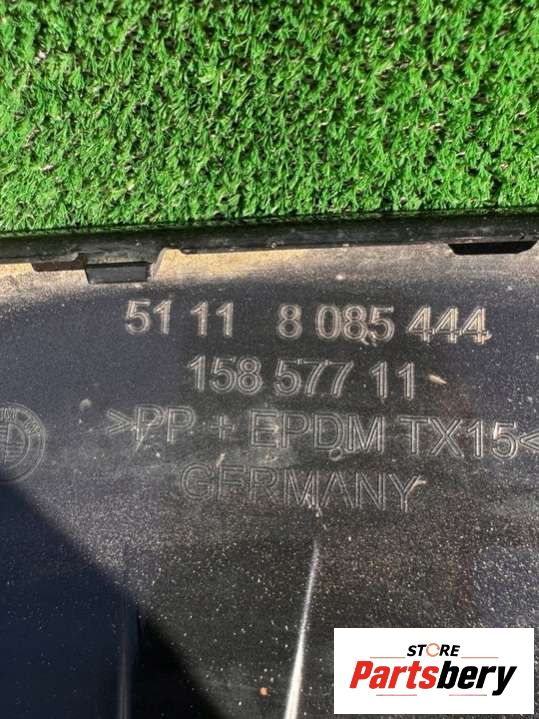 51 11 8 085 444
158 577 11
>PP + EPDM TX15<
GERMANY
STORE
Partsbery